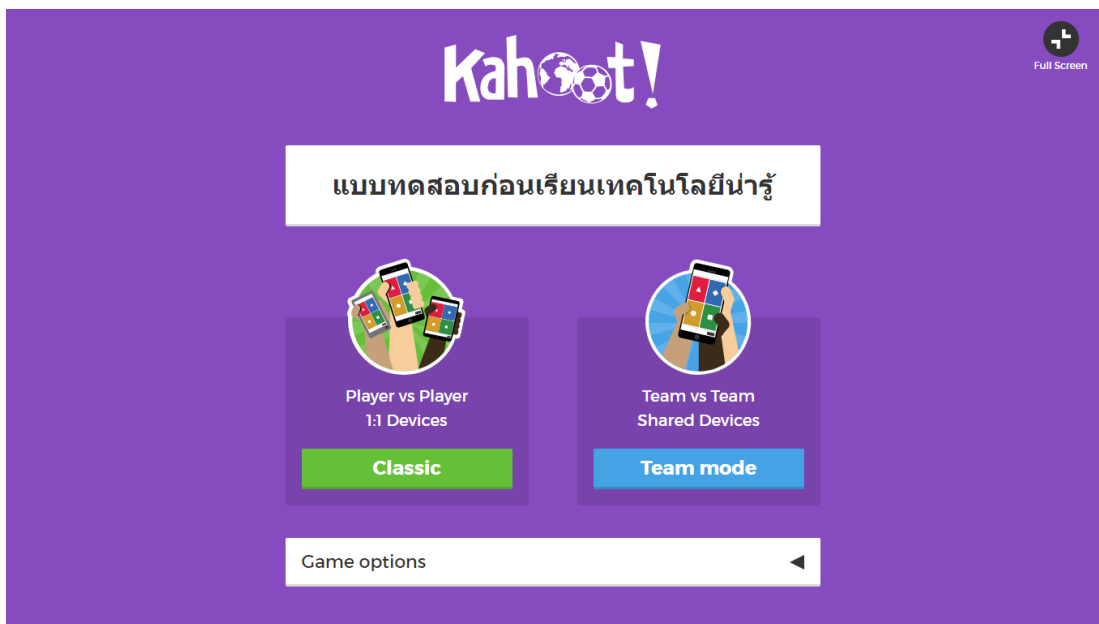 Kahoot!
Full Screen
แบบทดสอบก่อนเรียนเทคโนโลยีน่ารู้
Player vs Player
1:1 Devices
Classic
Team vs Team
Shared Devices
Team mode
Game options